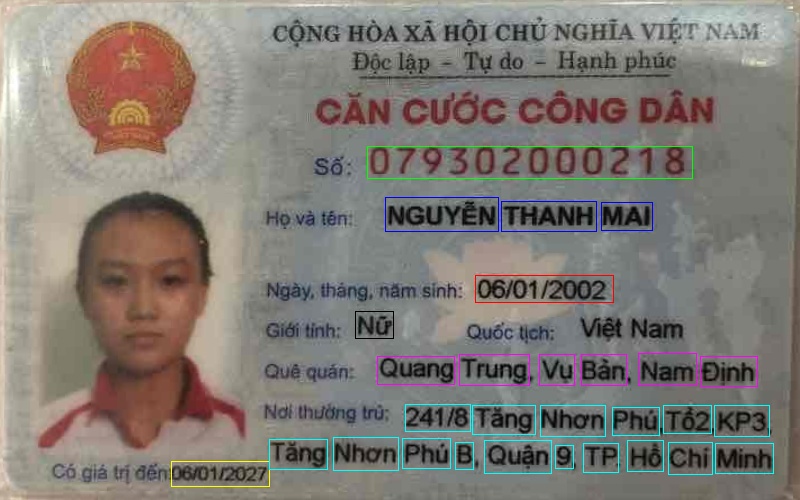 CỘNG HÒA XÃ HỘI CHỦ NGHĨA VIỆT NAM
Độc lập - Tự do - Hạnh phúc
CĂN CƯỚC CÔNG DÂN
Số: 079302000218
Họ và tên: NGUYỄN THANH MAI
Ngày, tháng, năm sinh: 06/01/2002
Giới tính: Nữ Quốc tịch: Việt Nam
Quê quán: Quang Trung, Vụ Bản, Nam Định
Nơi thường trú: 241/8 Tăng Nhơn Phú, Tổ2 KP3,
Tăng Nhơn Phú B, Quận 9, TP. Hồ Chí Minh
Có giá trị đến: 06/01/2027